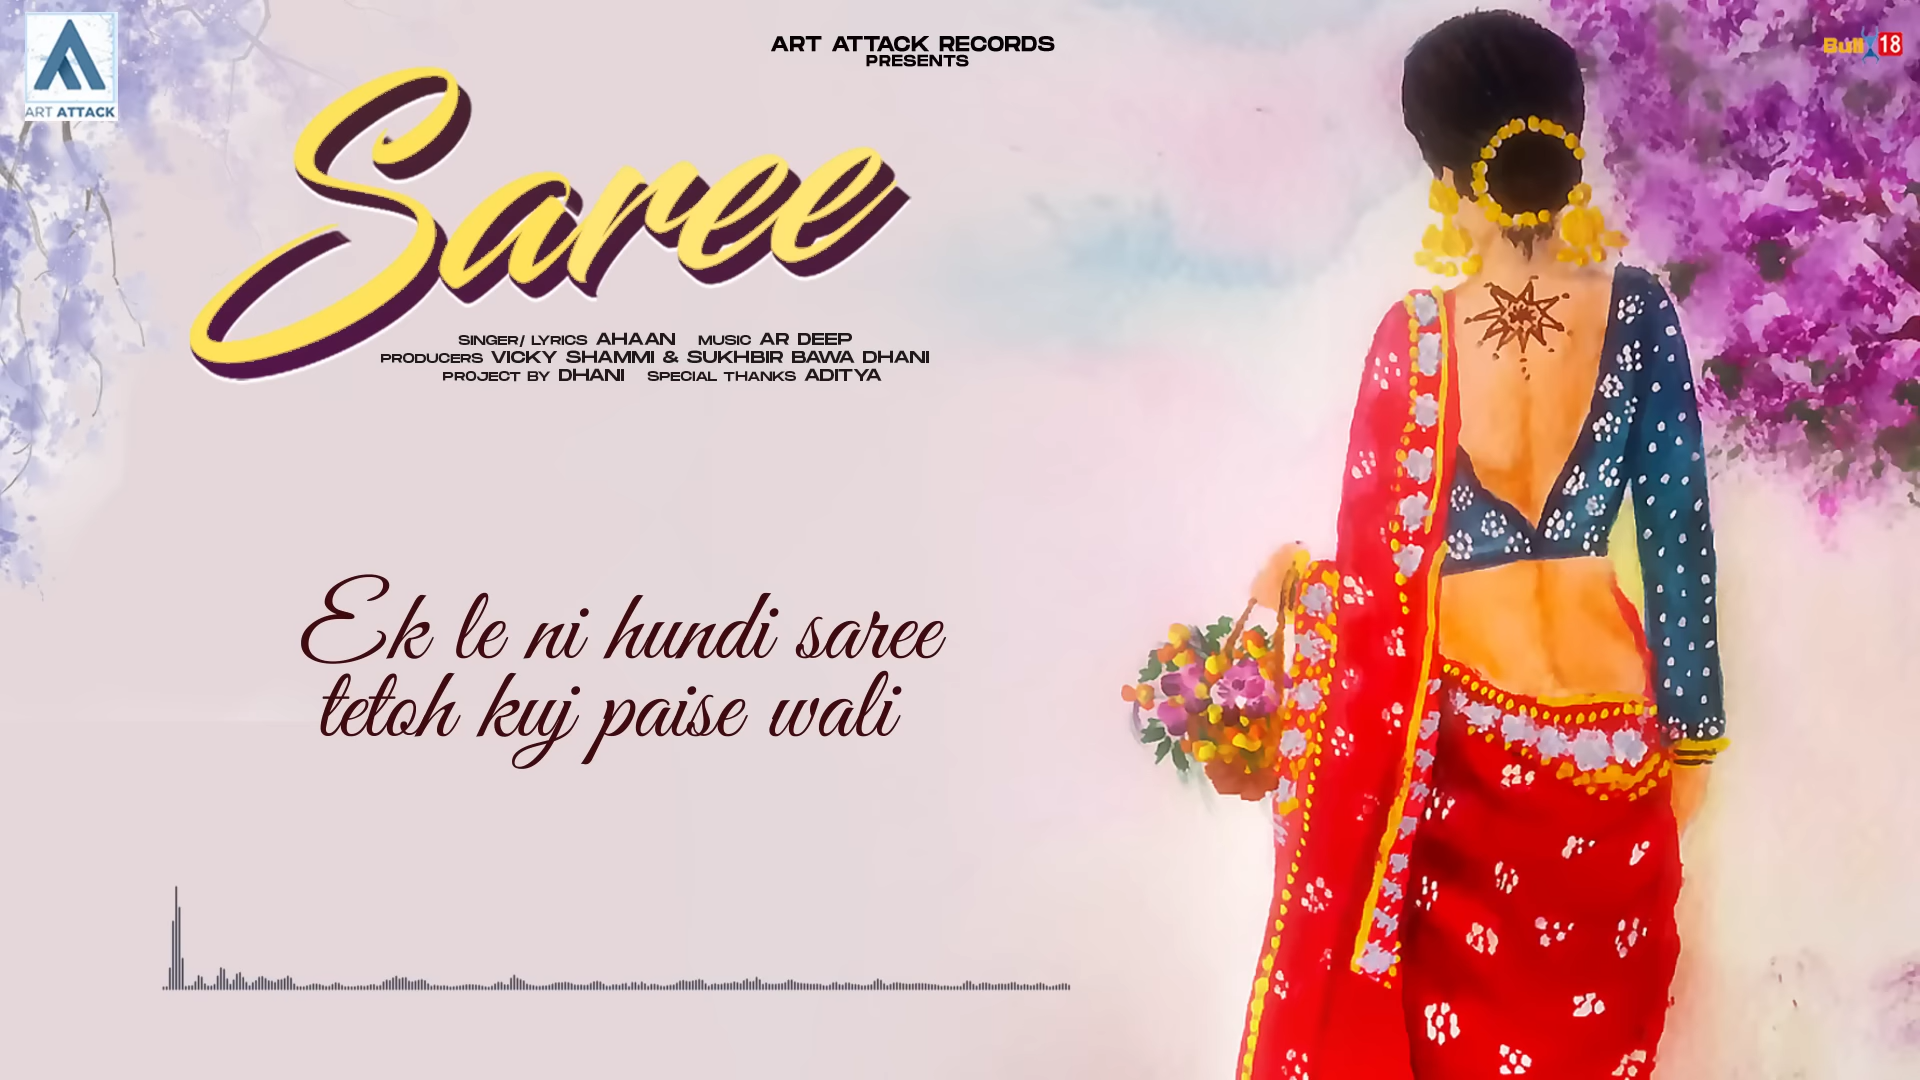 ART ATTACK
ART ATTACK RECORDS
PRESENTS
Bull 18
Saree
SINGER/ LYRICS AHAAN MUSIC AR DEEP
PRODUCERS VICKY SHAMMI & SUKHBIR BAWA DHANI
PROJECT BY DHANI SPECIAL THANKS ADITYA
Ek le ni hundi saree
tetoh kuj paise wali